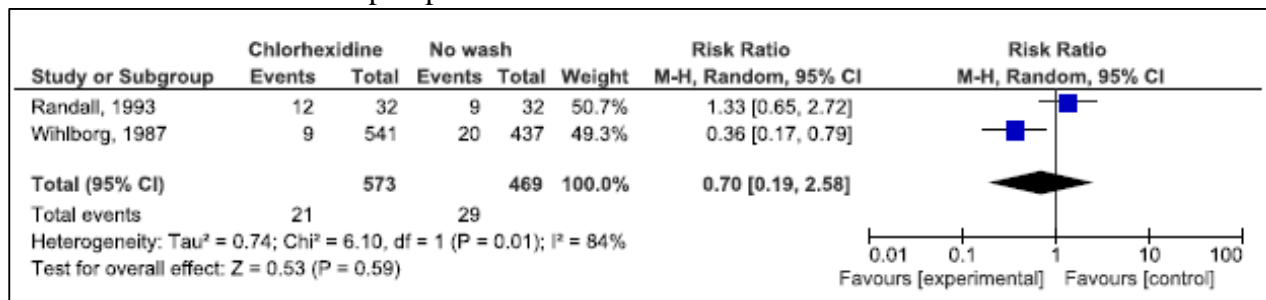 Chlorhexidine No wash Risk Ratio Risk Ratio
Study or Subgroup Events Total Events Total Weight M-H, Random, 95% CI M-H, Random, 95% CI
Randall, 1993 12 32 9 32 50.7% 1.33 [0.65, 2.72]
Wihlborg, 1987 9 541 20 437 49.3% 0.36 [0.17, 0.79]
Total (95% CI) 573 469 100.0% 0.70 [0.19, 2.58]
Total events 21 29
Heterogeneity: Tau² = 0.74; Chi² = 6.10, df = 1 (P = 0.01); I² = 84%
Test for overall effect: Z = 0.53 (P = 0.59)
0.01 0.1 1 10 100
Favours [experimental] Favours [control]